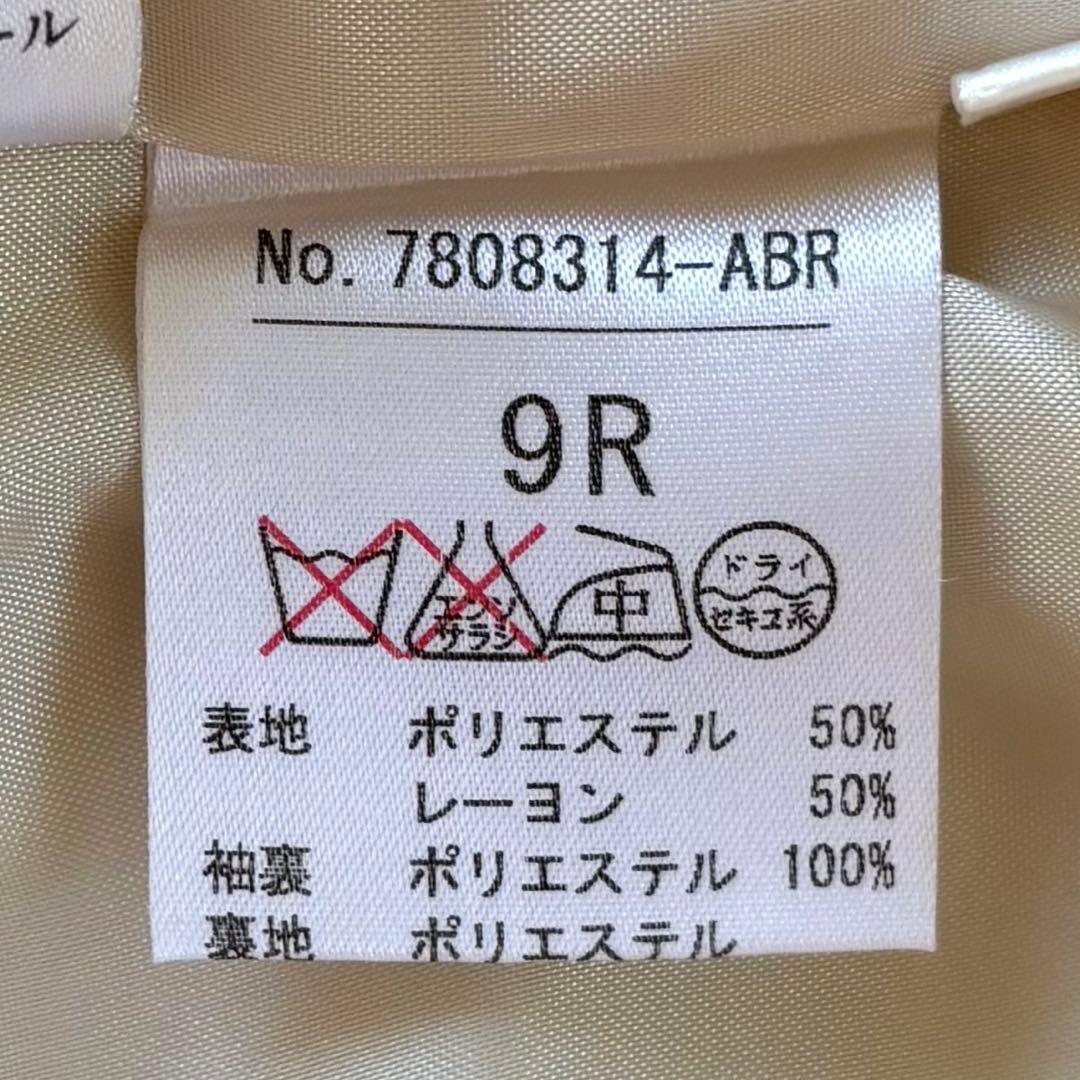 ール
No. 7808314-ABR
9R
エンソ
サラシ
中
ドライ
セキユ系
表地 ポリエステル 50%
レーヨン 50%
袖裏 ポリエステル 100%
裏地 ポリエステル